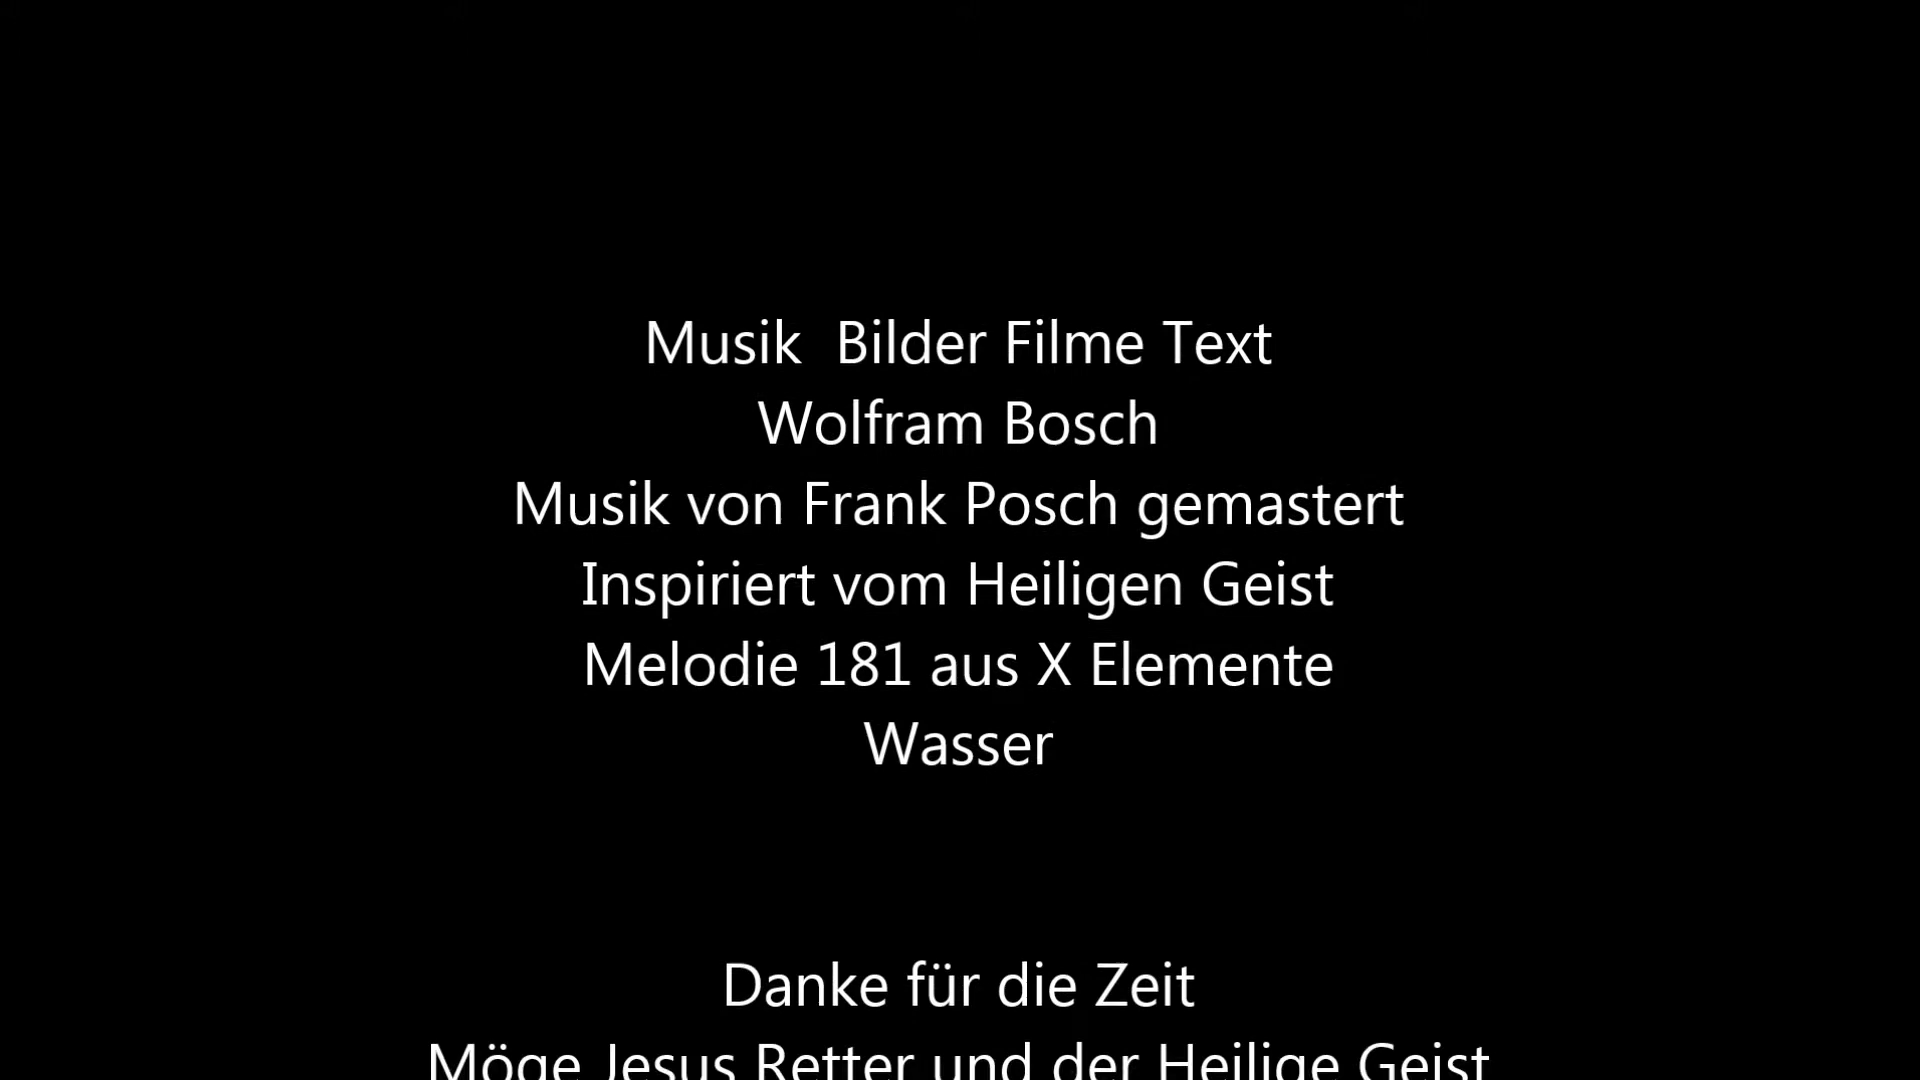 Musik  Bilder Filme Text
Wolfram Bosch
Musik von Frank Posch gemastert
Inspiriert vom Heiligen Geist
Melodie 181 aus X Elemente
Wasser
Danke für die Zeit
Möge Jesus Retter und der Heilige Geist